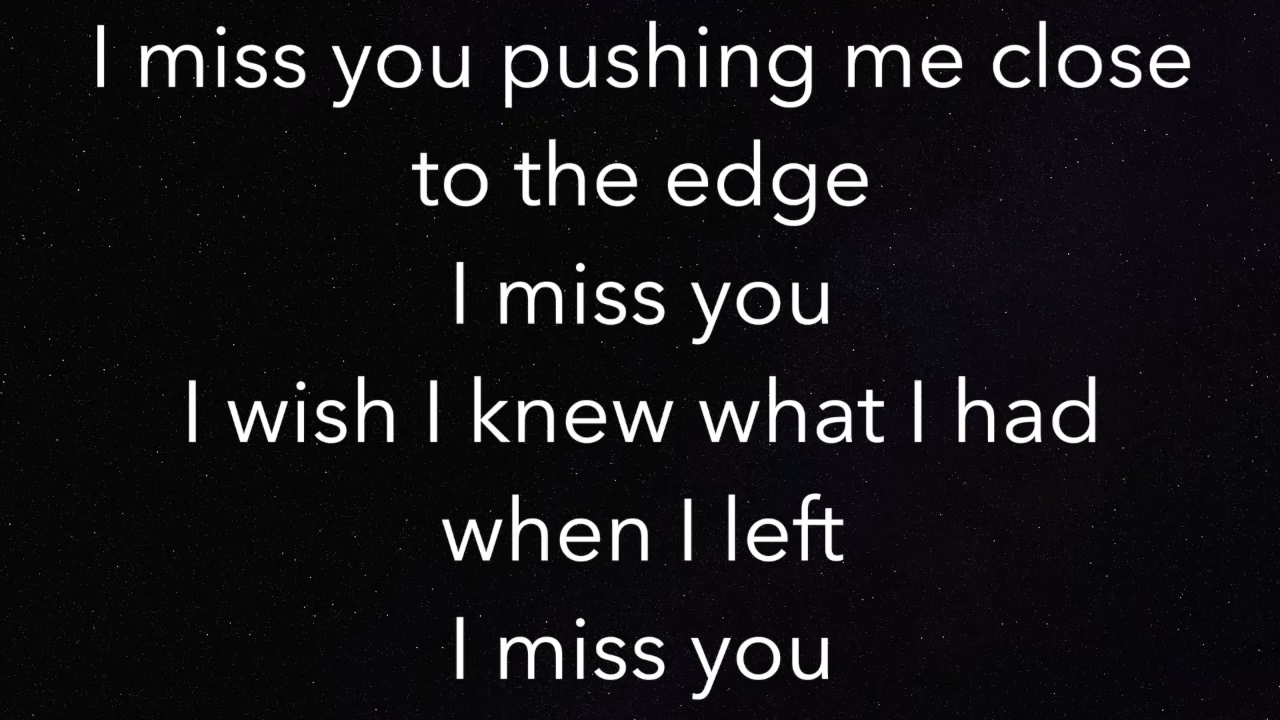 I miss you pushing me close
to the edge
I miss you
I wish I knew what I had
when I left
I miss you